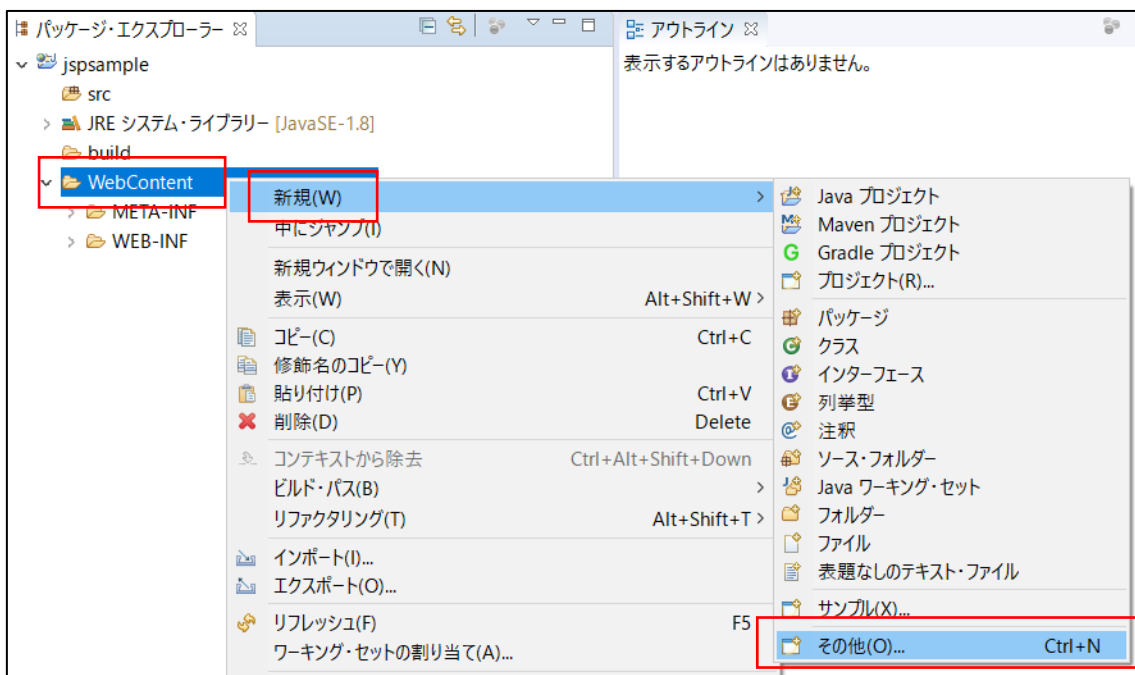 パッケージ・エクスプローラー
jspsample
src
JRE システム・ライブラリー [JavaSE-1.8]
build
WebContent
META-INF
WEB-INF
アウトライン
表示するアウトラインはありません。
新規(W)
中にジャンプ(I)
新規ウィンドウで開く(N)
表示(W) Alt+Shift+W
コピー(C) Ctrl+C
修飾名のコピー(Y)
貼り付け(P) Ctrl+V
削除(D) Delete
コンテキストから除去 Ctrl+Alt+Shift+Down
ビルド・パス(B)
リファクタリング(T) Alt+Shift+T
インポート(I)...
エクスポート(O)...
リフレッシュ(F) F5
ワーキング・セットの割り当て(A)...
Java プロジェクト
Maven プロジェクト
Gradle プロジェクト
プロジェクト(R)...
パッケージ
クラス
インターフェース
列挙型
注釈
ソース・フォルダー
Java ワーキング・セット
フォルダー
ファイル
表題なしのテキスト・ファイル
サンプル(X)...
その他(O)... Ctrl+N